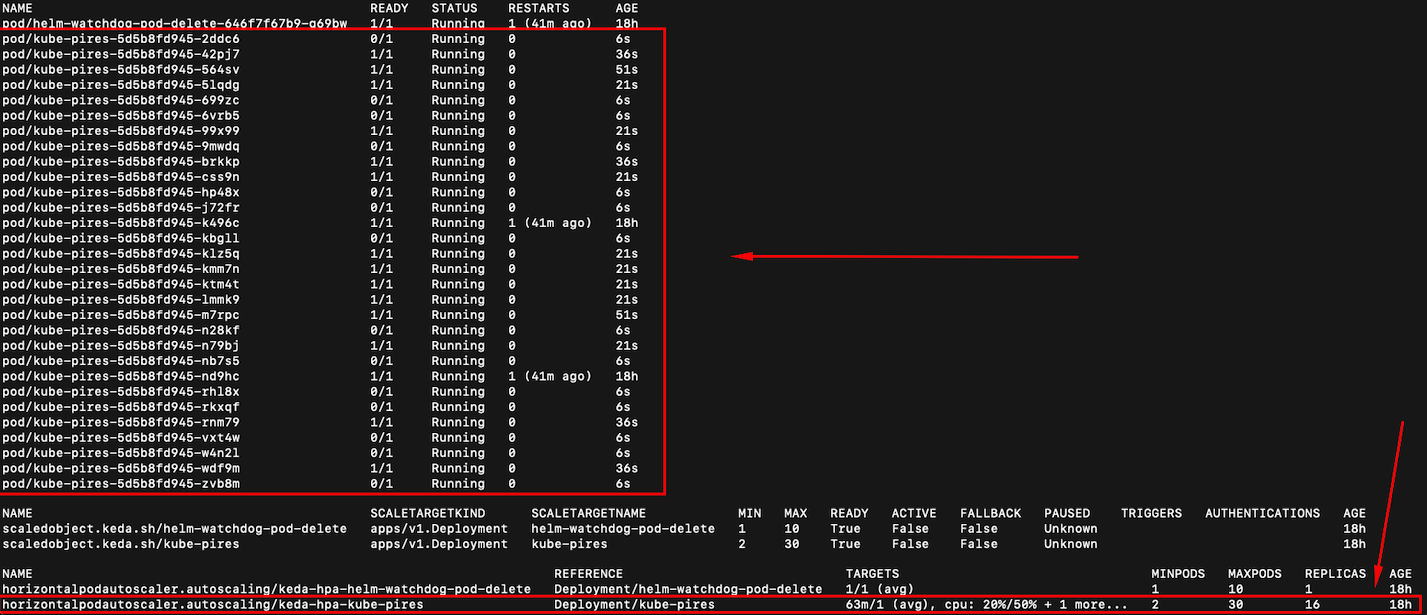 NAME READY STATUS RESTARTS AGE
pod/helm-watchdog-pod-delete-646f7f67b9-g69bw 1/1 Running 1 (41m ago) 18h
pod/kube-pires-5d5b8fd945-2ddc6 0/1 Running 0 6s
pod/kube-pires-5d5b8fd945-42pj7 1/1 Running 0 36s
pod/kube-pires-5d5b8fd945-564sv 1/1 Running 0 51s
pod/kube-pires-5d5b8fd945-5lqdg 1/1 Running 0 21s
pod/kube-pires-5d5b8fd945-699zc 0/1 Running 0 6s
pod/kube-pires-5d5b8fd945-6vrb5 0/1 Running 0 6s
pod/kube-pires-5d5b8fd945-99x99 1/1 Running 0 21s
pod/kube-pires-5d5b8fd945-9mwdq 0/1 Running 0 6s
pod/kube-pires-5d5b8fd945-brkkp 1/1 Running 0 36s
pod/kube-pires-5d5b8fd945-css9n 1/1 Running 0 21s
pod/kube-pires-5d5b8fd945-hp48x 0/1 Running 0 6s
pod/kube-pires-5d5b8fd945-j72fr 0/1 Running 0 6s
pod/kube-pires-5d5b8fd945-k496c 1/1 Running 1 (41m ago) 18h
pod/kube-pires-5d5b8fd945-kbgll 0/1 Running 0 6s
pod/kube-pires-5d5b8fd945-klz5q 1/1 Running 0 21s
pod/kube-pires-5d5b8fd945-kmm7n 1/1 Running 0 21s
pod/kube-pires-5d5b8fd945-ktm4t 1/1 Running 0 21s
pod/kube-pires-5d5b8fd945-lmmk9 1/1 Running 0 21s
pod/kube-pires-5d5b8fd945-m7rpc 1/1 Running 0 51s
pod/kube-pires-5d5b8fd945-n28kf 0/1 Running 0 6s
pod/kube-pires-5d5b8fd945-n79bj 1/1 Running 0 21s
pod/kube-pires-5d5b8fd945-nb7s5 0/1 Running 0 6s
pod/kube-pires-5d5b8fd945-nd9hc 1/1 Running 1 (41m ago) 18h
pod/kube-pires-5d5b8fd945-rhl8x 0/1 Running 0 6s
pod/kube-pires-5d5b8fd945-rkxqf 0/1 Running 0 6s
pod/kube-pires-5d5b8fd945-rnm79 1/1 Running 0 36s
pod/kube-pires-5d5b8fd945-vxt4w 0/1 Running 0 6s
pod/kube-pires-5d5b8fd945-w4n2l 0/1 Running 0 6s
pod/kube-pires-5d5b8fd945-wdf9m 1/1 Running 0 36s
pod/kube-pires-5d5b8fd945-zvb8m 0/1 Running 0 6s
NAME SCALETARGETKIND SCALETARGETNAME MIN MAX READY ACTIVE FALLBACK PAUSED TRIGGERS AUTHENTICATIONS AGE
scaledobject.keda.sh/helm-watchdog-pod-delete apps/v1.Deployment helm-watchdog-pod-delete 1 10 True False False Unknown 18h
scaledobject.keda.sh/kube-pires apps/v1.Deployment kube-pires 2 30 True False False Unknown 18h
NAME REFERENCE TARGETS MINPODS MAXPODS REPLICAS AGE
horizontalpodautoscaler.autoscaling/keda-hpa-helm-watchdog-pod-delete Deployment/helm-watchdog-pod-delete 1/1 (avg) 1 10 1 18h
horizontalpodautoscaler.autoscaling/keda-hpa-kube-pires Deployment/kube-pires 63m/1 (avg), cpu: 20%/50% + 1 more... 2 30 16 18h